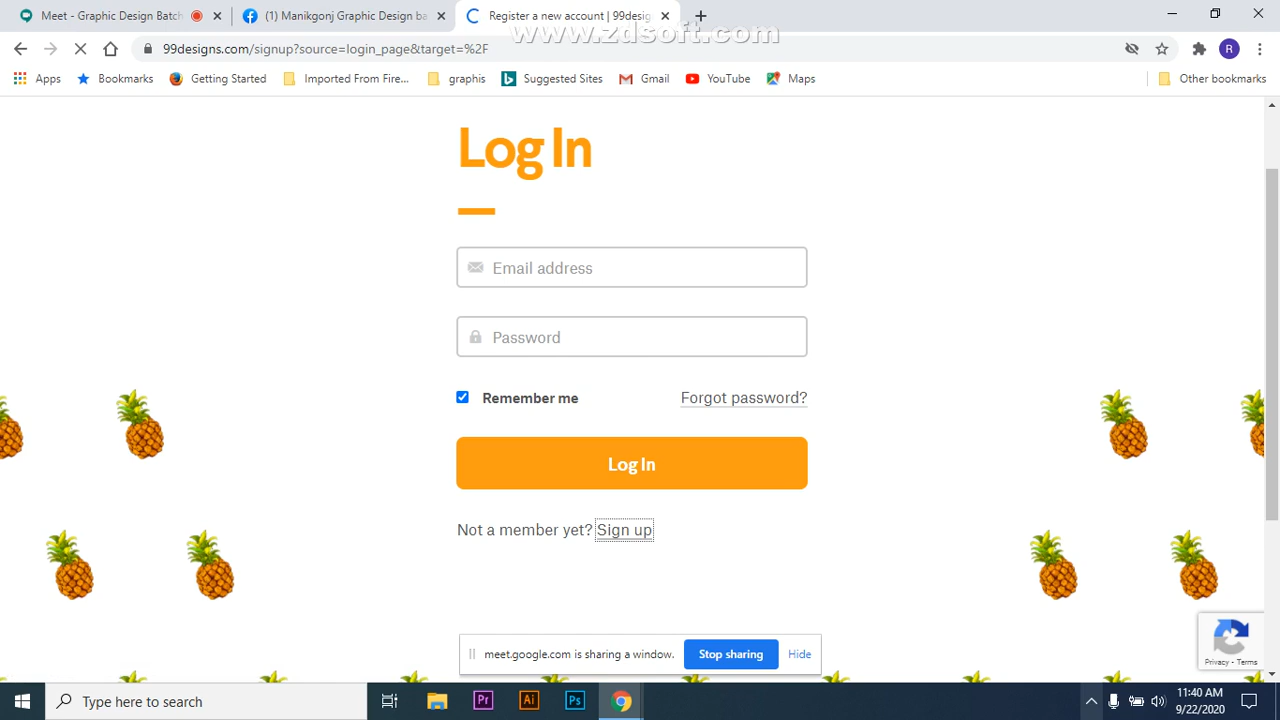 Meet - Graphic Design Batch
(1) Manikgonj Graphic Design ba
Register a new account | 99desig
www.zdsoft.com
99designs.com/signup?source=login_page&target=%2F
R
Apps
Bookmarks
Getting Started
Imported From Fire...
graphis
Suggested Sites
Gmail
YouTube
Maps
Other bookmarks
Log In
Email address
Password
Remember me
Forgot password?
Log In
Not a member yet? Sign up
meet.google.com is sharing a window.
Stop sharing
Hide
Privacy - Terms
Type here to search
Pr
Ai
Ps
11:40 AM
9/22/2020